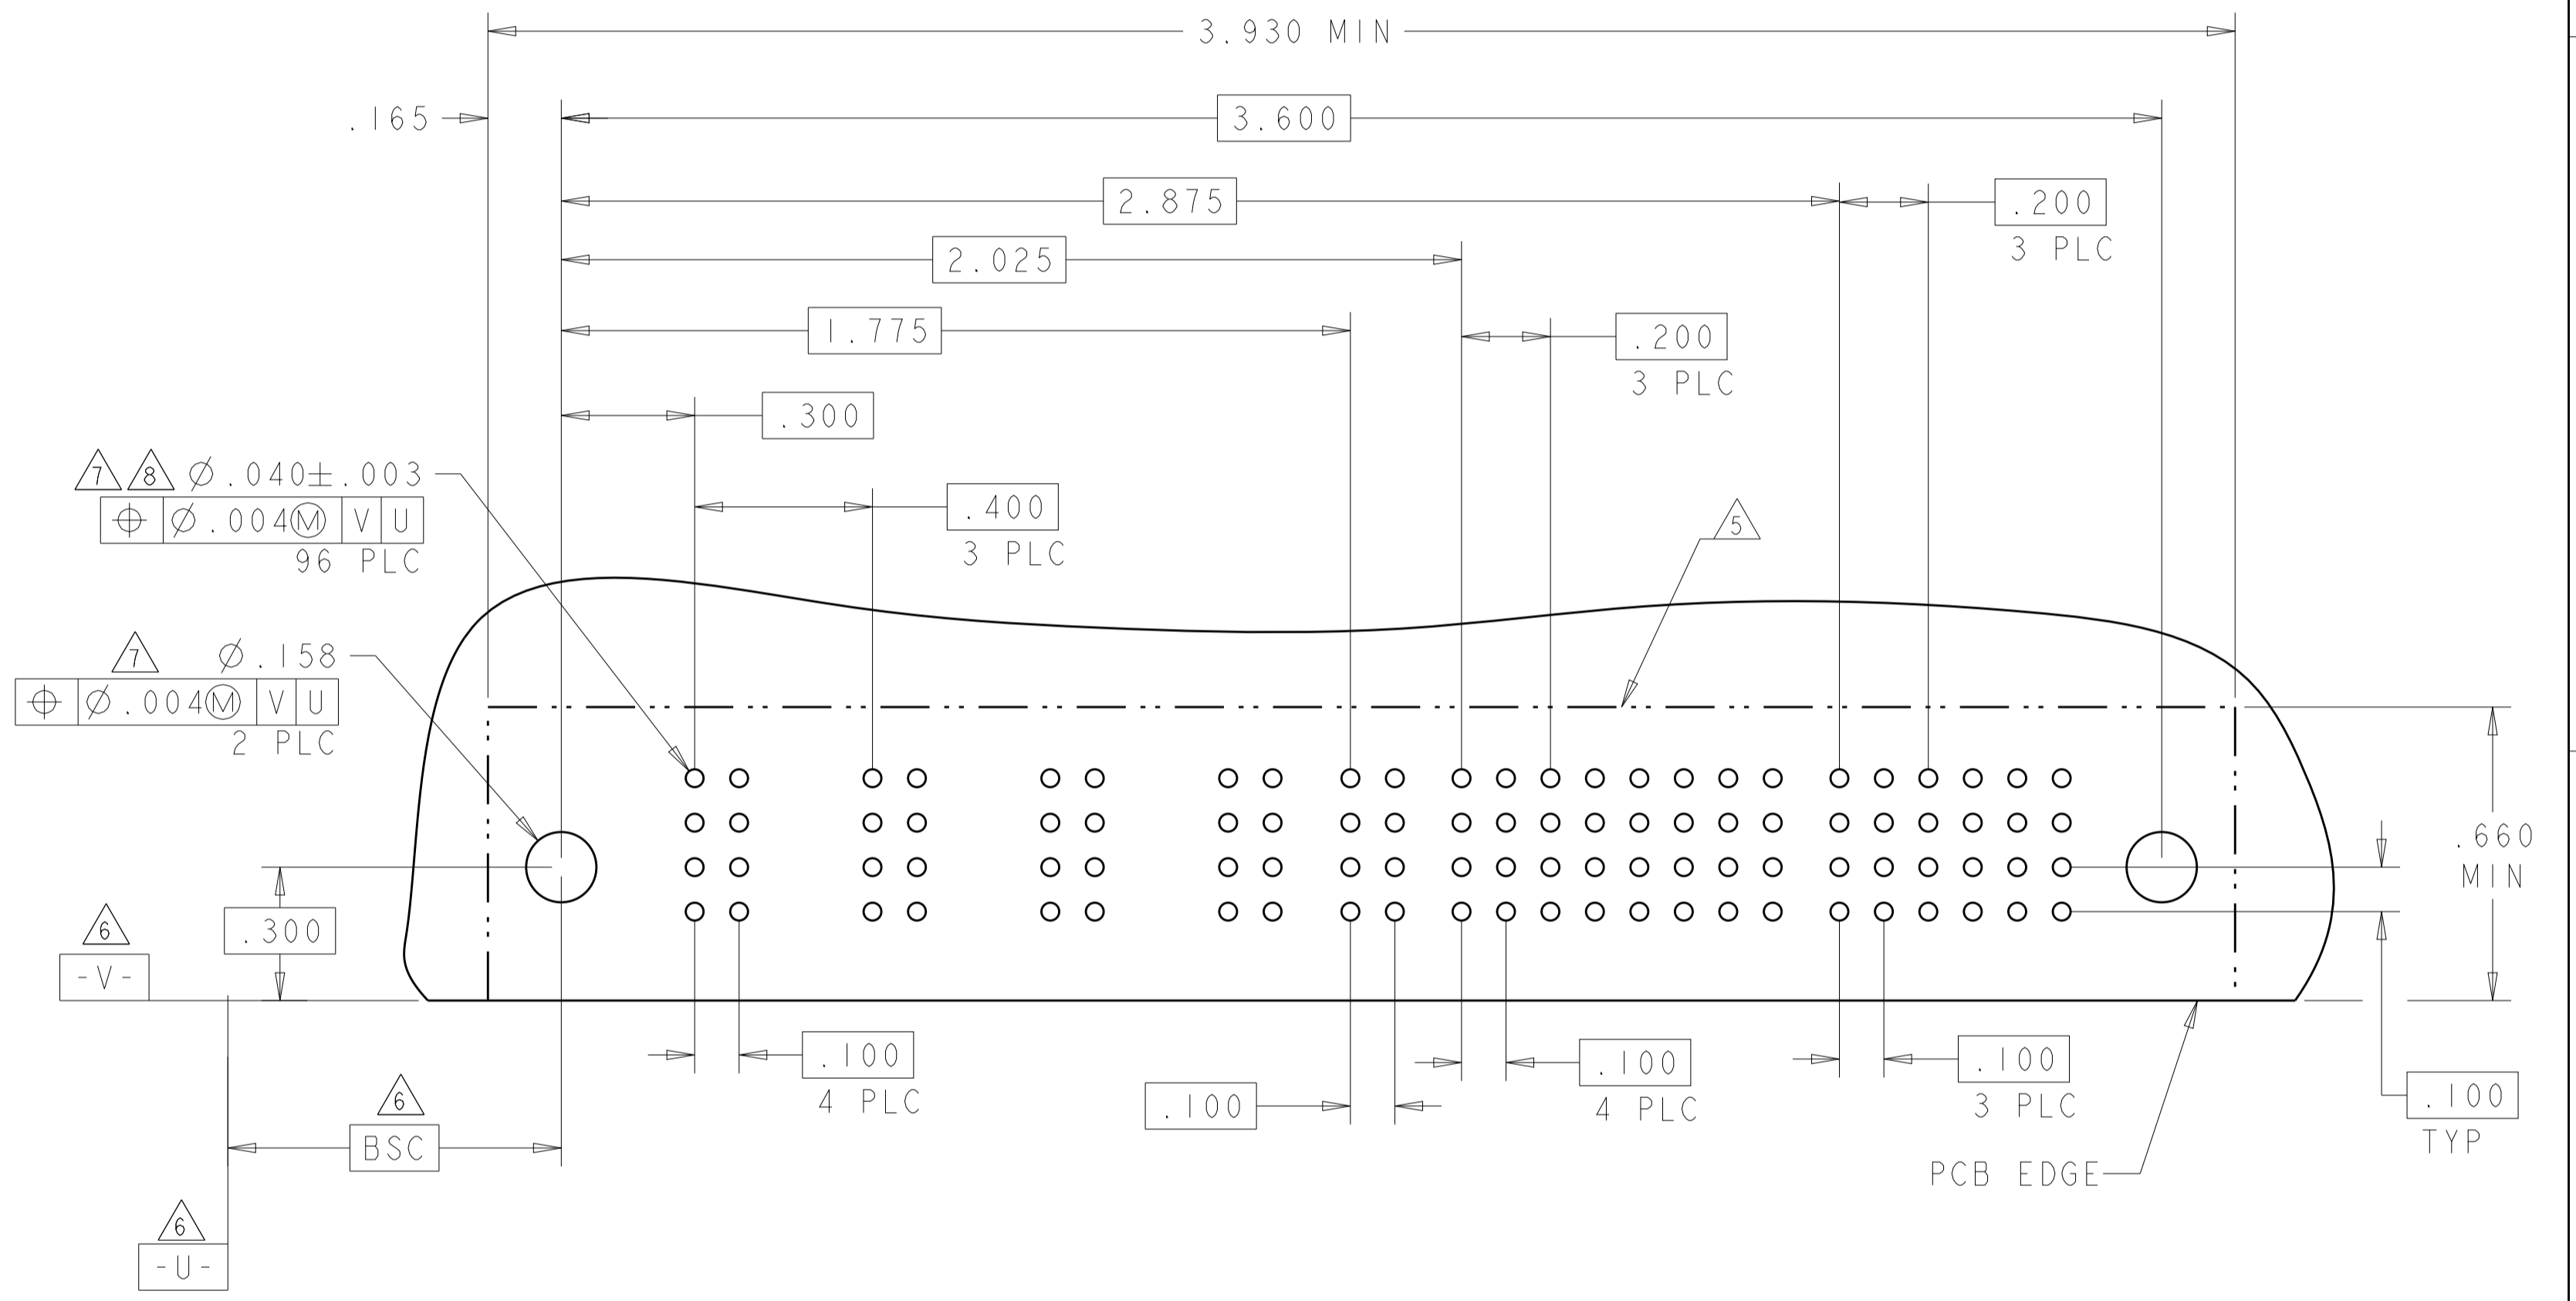 3.930 MIN
.165
3.600
2.875
.200
3 PLC
2.025
1.775
.200
3 PLC
.300
7 8 ⌀.040±.003
⌖ ⌀.004Ⓜ V U
96 PLC
.400
3 PLC
5
7 ⌀.158
⌖ ⌀.004Ⓜ V U
2 PLC
.660
MIN
6
-V-
.300
.100
4 PLC
.100
.100
4 PLC
.100
3 PLC
.100
TYP
6
BSC
PCB EDGE
6
-U-